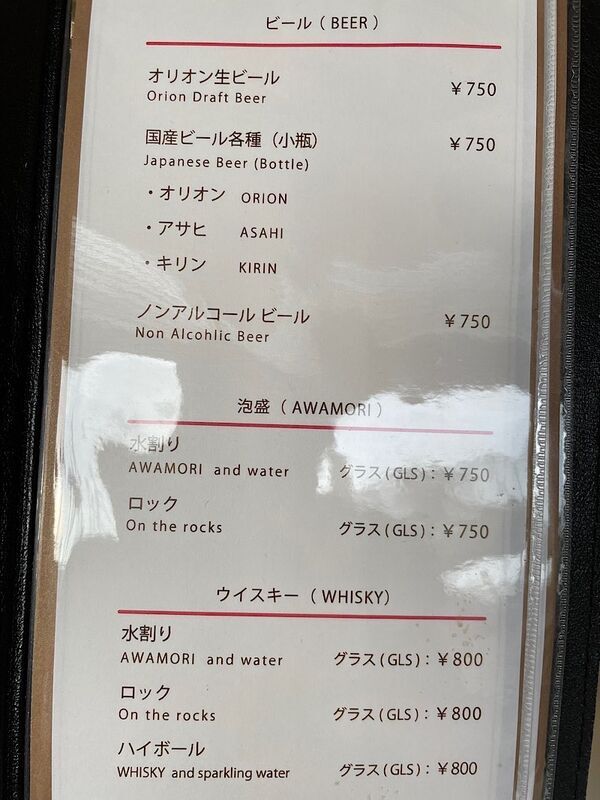 ビール（ BEER ）
オリオン生ビール ￥750
Orion Draft Beer
国産ビール各種（小瓶） ￥750
Japanese Beer (Bottle)
・オリオン ORION
・アサヒ ASAHI
・キリン KIRIN
ノンアルコール ビール ￥750
Non Alcohlic Beer
泡盛（ AWAMORI ）
水割り
AWAMORI and water グラス(GLS)：￥750
ロック
On the rocks グラス(GLS)：￥750
ウイスキー（ WHISKY）
水割り
AWAMORI and water グラス(GLS)：￥800
ロック
On the rocks グラス(GLS)：￥800
ハイボール
WHISKY and sparkling water グラス(GLS)：￥800